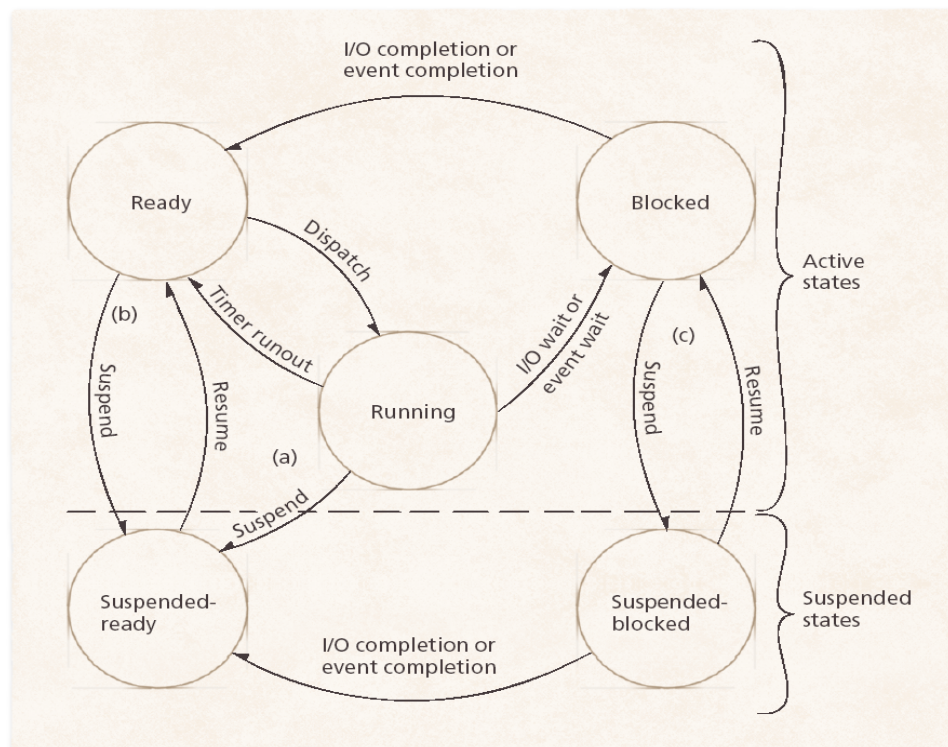 I/O completion or
event completion
Ready
Blocked
Dispatch
Active
states
Timer runout
(b)
I/O wait or
event wait
(c)
Suspend
Resume
Running
Suspend
Resume
(a)
Suspend
Suspended-
ready
Suspended-
blocked
Suspended
states
I/O completion or
event completion